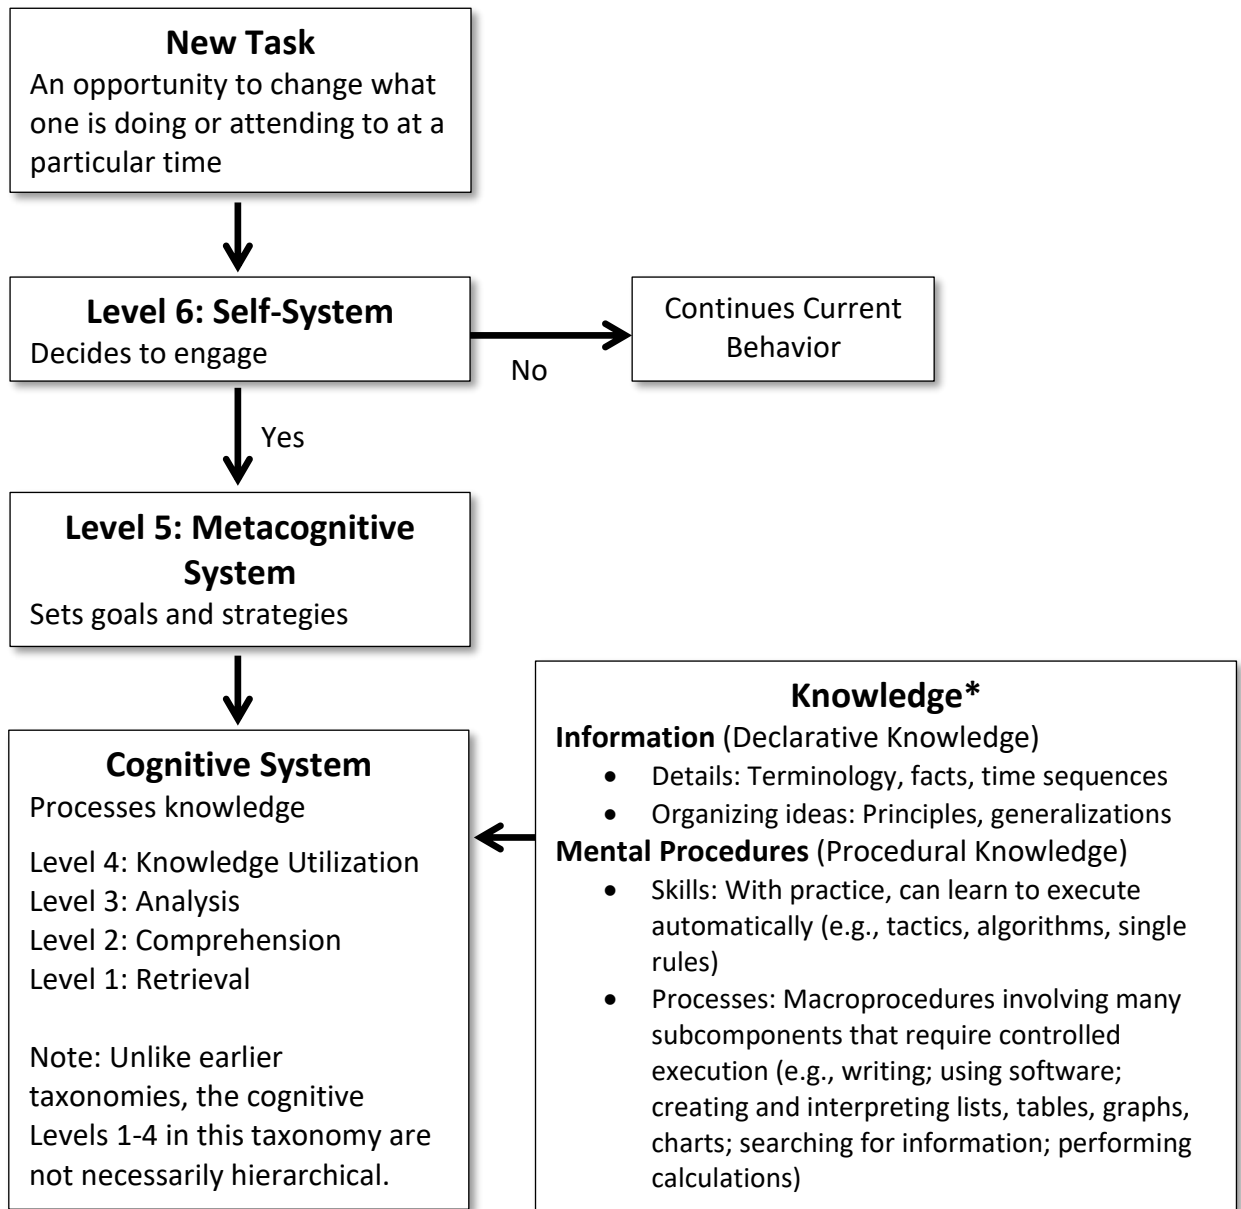 New Task
An opportunity to change what
one is doing or attending to at a
particular time
Level 6: Self-System
Decides to engage
No
Continues Current
Behavior
Yes
Level 5: Metacognitive
System
Sets goals and strategies
Cognitive System
Processes knowledge
Level 4: Knowledge Utilization
Level 3: Analysis
Level 2: Comprehension
Level 1: Retrieval
Note: Unlike earlier
taxonomies, the cognitive
Levels 1-4 in this taxonomy are
not necessarily hierarchical.
Knowledge*
Information (Declarative Knowledge)
• Details: Terminology, facts, time sequences
• Organizing ideas: Principles, generalizations
Mental Procedures (Procedural Knowledge)
• Skills: With practice, can learn to execute
automatically (e.g., tactics, algorithms, single
rules)
• Processes: Macroprocedures involving many
subcomponents that require controlled
execution (e.g., writing; using software;
creating and interpreting lists, tables, graphs,
charts; searching for information; performing
calculations)